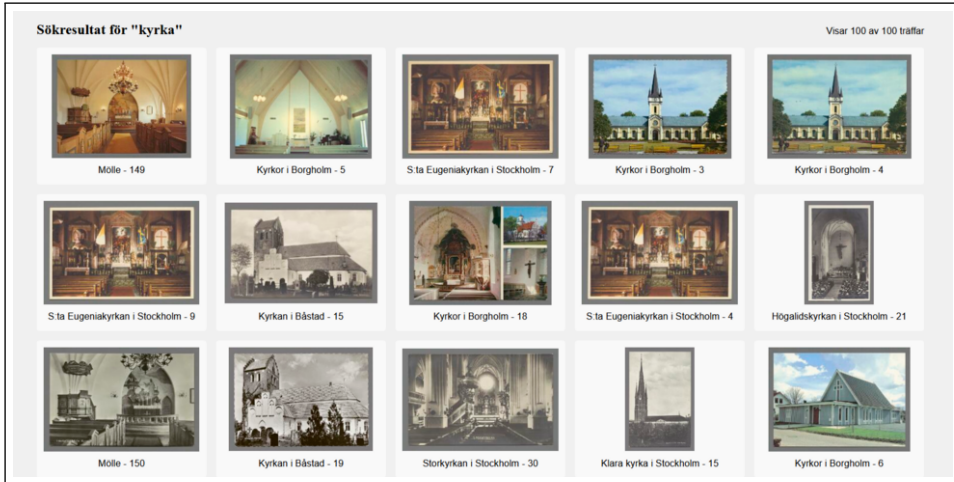 Sökresultat för "kyrka"
Visar 100 av 100 träffar
Mölle - 149
Kyrkor i Borgholm - 5
S:ta Eugeniakyrkan i Stockholm - 7
Kyrkor i Borgholm - 3
Kyrkor i Borgholm - 4
S:ta Eugeniakyrkan i Stockholm - 9
Kyrkan i Båstad - 15
Kyrkor i Borgholm - 18
S:ta Eugeniakyrkan i Stockholm - 4
Högalidskyrkan i Stockholm - 21
Mölle - 150
Kyrkan i Båstad - 19
Storkyrkan i Stockholm - 30
Klara kyrka i Stockholm - 15
Kyrkor i Borgholm - 6